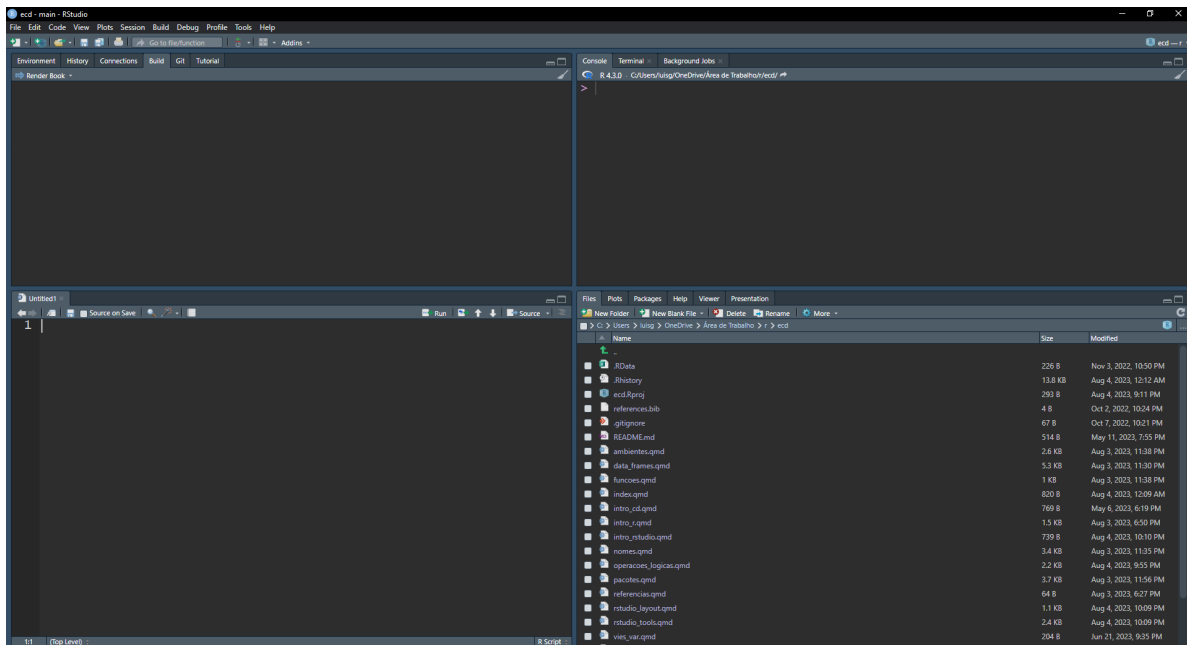 ecd - main - RStudio
File Edit Code View Plots Session Build Debug Profile Tools Help
Go to file/function Addins ecd — r
Environment History Connections Build Git Tutorial
Render Book
Console Terminal Background Jobs
R 4.3.0 · C:/Users/luisg/OneDrive/Área de Trabalho/r/ecd/
>
Untitled1
Source on Save Run Source
1
1:1 (Top Level) R Script
Files Plots Packages Help Viewer Presentation
New Folder New Blank File Delete Rename More
C: > Users > luisg > OneDrive > Área de Trabalho > r > ecd
Name Size Modified
..
.RData 226 B Nov 3, 2022, 10:50 PM
.Rhistory 13.8 KB Aug 4, 2023, 12:12 AM
ecd.Rproj 293 B Aug 4, 2023, 9:11 PM
references.bib 4 B Oct 2, 2022, 10:24 PM
.gitignore 67 B Oct 7, 2022, 10:21 PM
README.md 514 B May 11, 2023, 7:55 PM
ambientes.qmd 2.6 KB Aug 3, 2023, 11:38 PM
data_frames.qmd 5.3 KB Aug 3, 2023, 11:30 PM
funcoes.qmd 1 KB Aug 3, 2023, 11:38 PM
index.qmd 820 B Aug 4, 2023, 12:09 AM
intro_cd.qmd 769 B May 6, 2023, 6:19 PM
intro_r.qmd 1.5 KB Aug 3, 2023, 6:50 PM
intro_rstudio.qmd 739 B Aug 4, 2023, 10:10 PM
nomes.qmd 3.4 KB Aug 3, 2023, 11:35 PM
operacoes_logicas.qmd 2.2 KB Aug 4, 2023, 9:55 PM
pacotes.qmd 3.7 KB Aug 3, 2023, 11:56 PM
referencias.qmd 64 B Aug 3, 2023, 6:27 PM
rstudio_layout.qmd 1.1 KB Aug 4, 2023, 10:09 PM
rstudio_tools.qmd 2.4 KB Aug 4, 2023, 10:09 PM
vies_var.qmd 204 B Jun 21, 2023, 9:35 PM